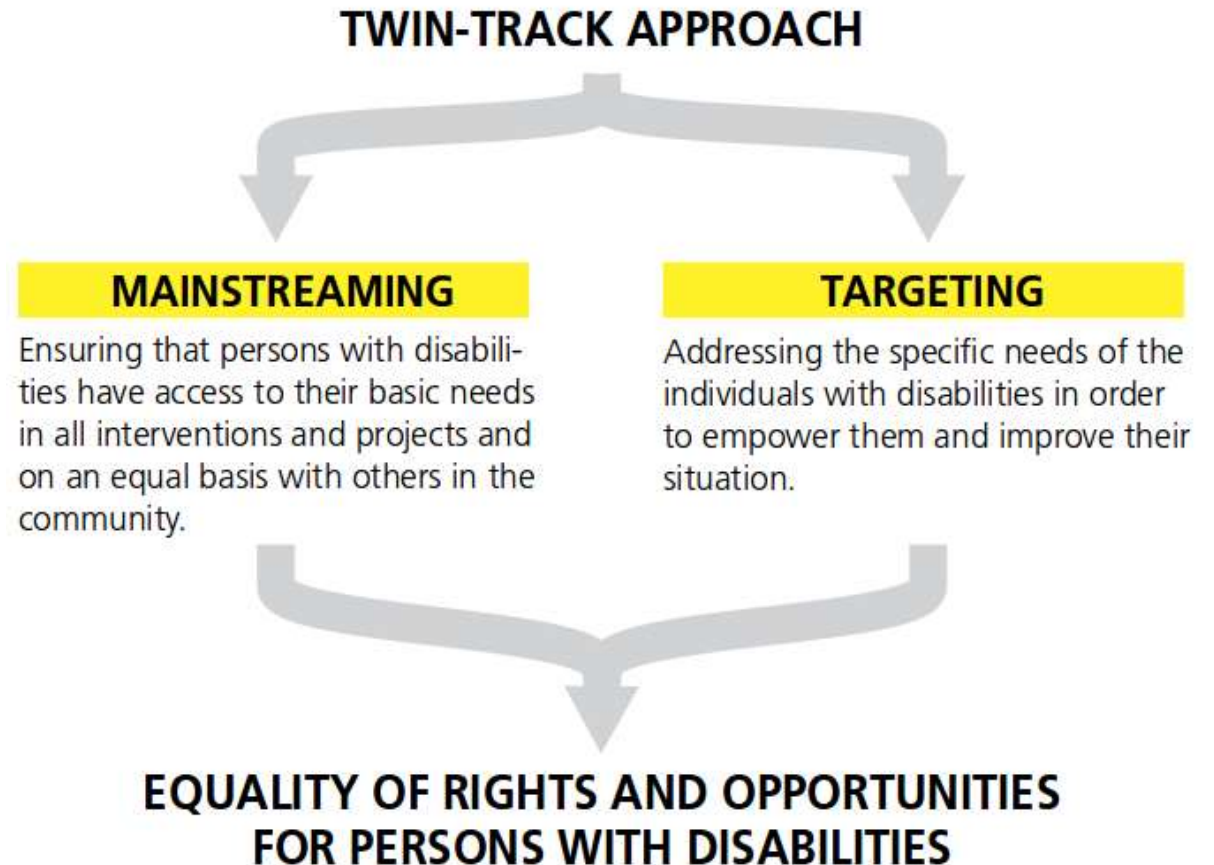 TWIN-TRACK APPROACH
MAINSTREAMING
Ensuring that persons with disabili-
ties have access to their basic needs
in all interventions and projects and
on an equal basis with others in the
community.
TARGETING
Addressing the specific needs of the
individuals with disabilities in order
to empower them and improve their
situation.
EQUALITY OF RIGHTS AND OPPORTUNITIES
FOR PERSONS WITH DISABILITIES